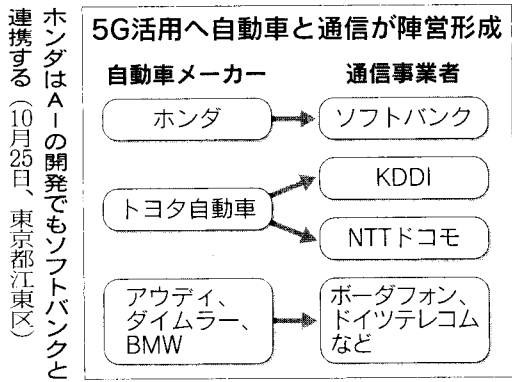 5G活用へ自動車と通信が陣営形成
自動車メーカー
通信事業者
ホンダ
ソフトバンク
トヨタ自動車
KDDI
NTTドコモ
アウディ、
ダイムラー、
BMW
ボーダフォン、
ドイツテレコム
など
ホンダはAIの開発でもソフトバンクと
連携する(10月25日、東京都江東区)